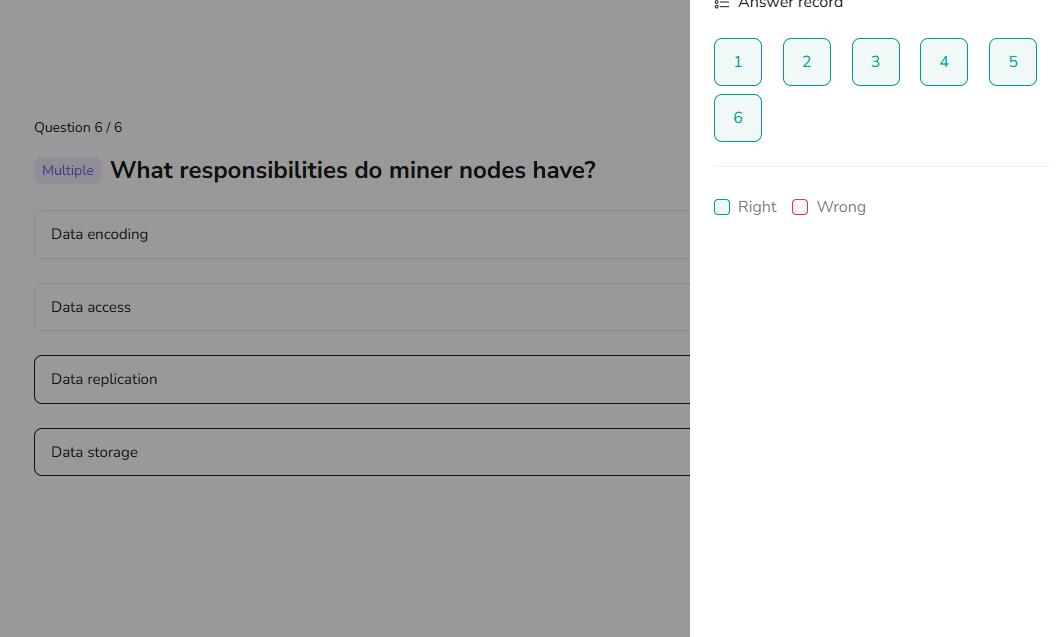 Answer record
1 2 3 4 5
6
Right Wrong
Question 6 / 6
Multiple What responsibilities do miner nodes have?
Data encoding
Data access
Data replication
Data storage